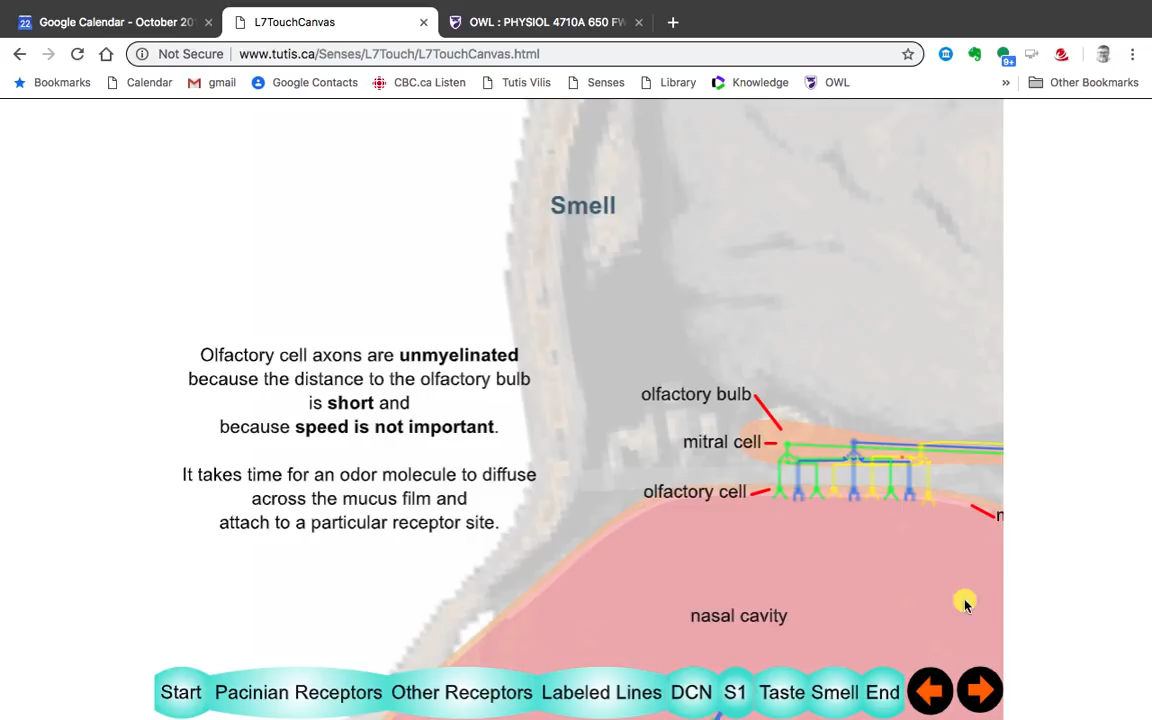 Google Calendar - October 20
L7TouchCanvas
OWL : PHYSIOL 4710A 650 FW
Not Secure
www.tutis.ca/Senses/L7Touch/L7TouchCanvas.html
9+
Bookmarks
Calendar
gmail
Google Contacts
CBC.ca Listen
Tutis Vilis
Senses
Library
Knowledge
OWL
»
Other Bookmarks
Smell
Olfactory cell axons are unmyelinated
because the distance to the olfactory bulb
is short and
because speed is not important.
It takes time for an odor molecule to diffuse
across the mucus film and
attach to a particular receptor site.
olfactory bulb
mitral cell
olfactory cell
nasal cavity
Start
Pacinian Receptors
Other Receptors
Labeled Lines
DCN
S1
Taste
Smell
End